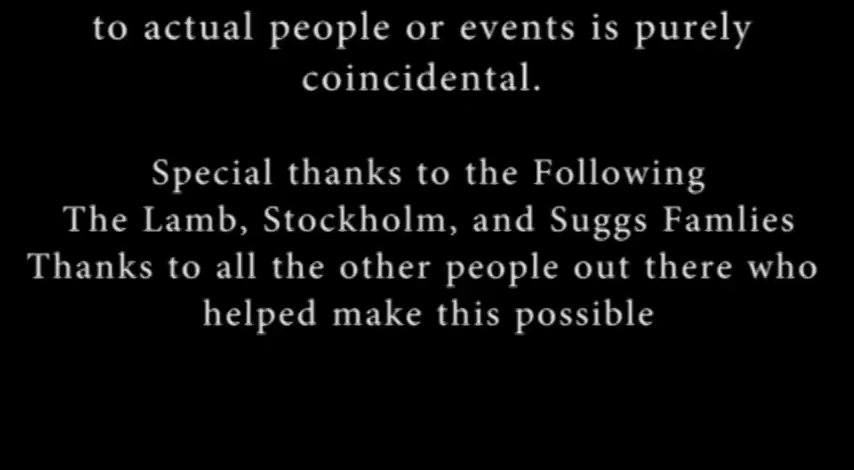 to actual people or events is purely
coincidental.
Special thanks to the Following
The Lamb, Stockholm, and Suggs Famlies
Thanks to all the other people out there who
helped make this possible